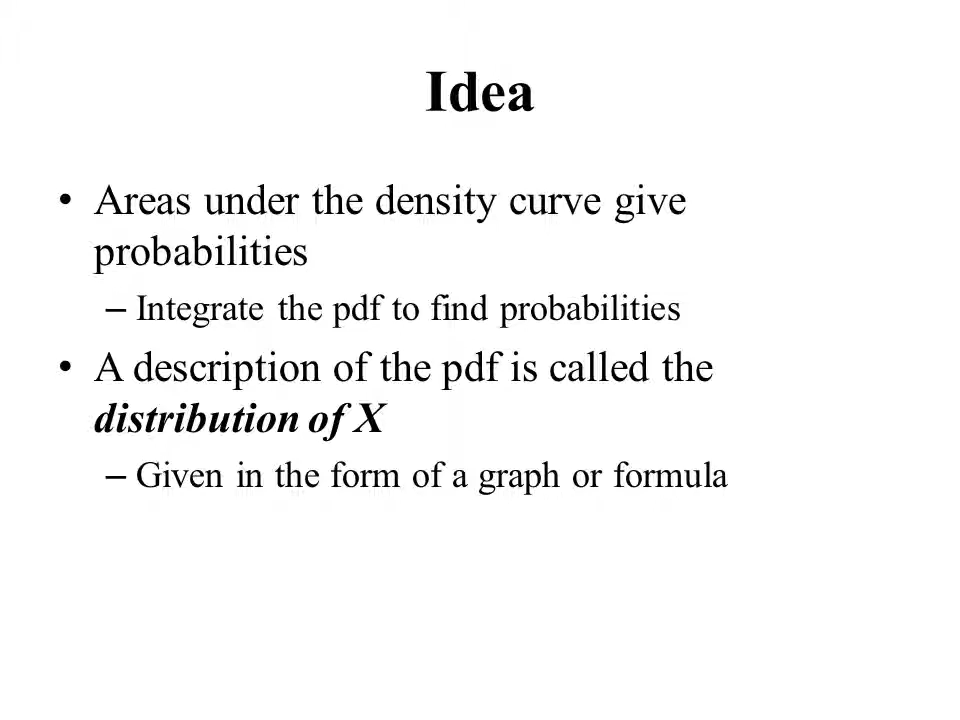 Idea
• Areas under the density curve give
probabilities
– Integrate the pdf to find probabilities
• A description of the pdf is called the
distribution of X
– Given in the form of a graph or formula